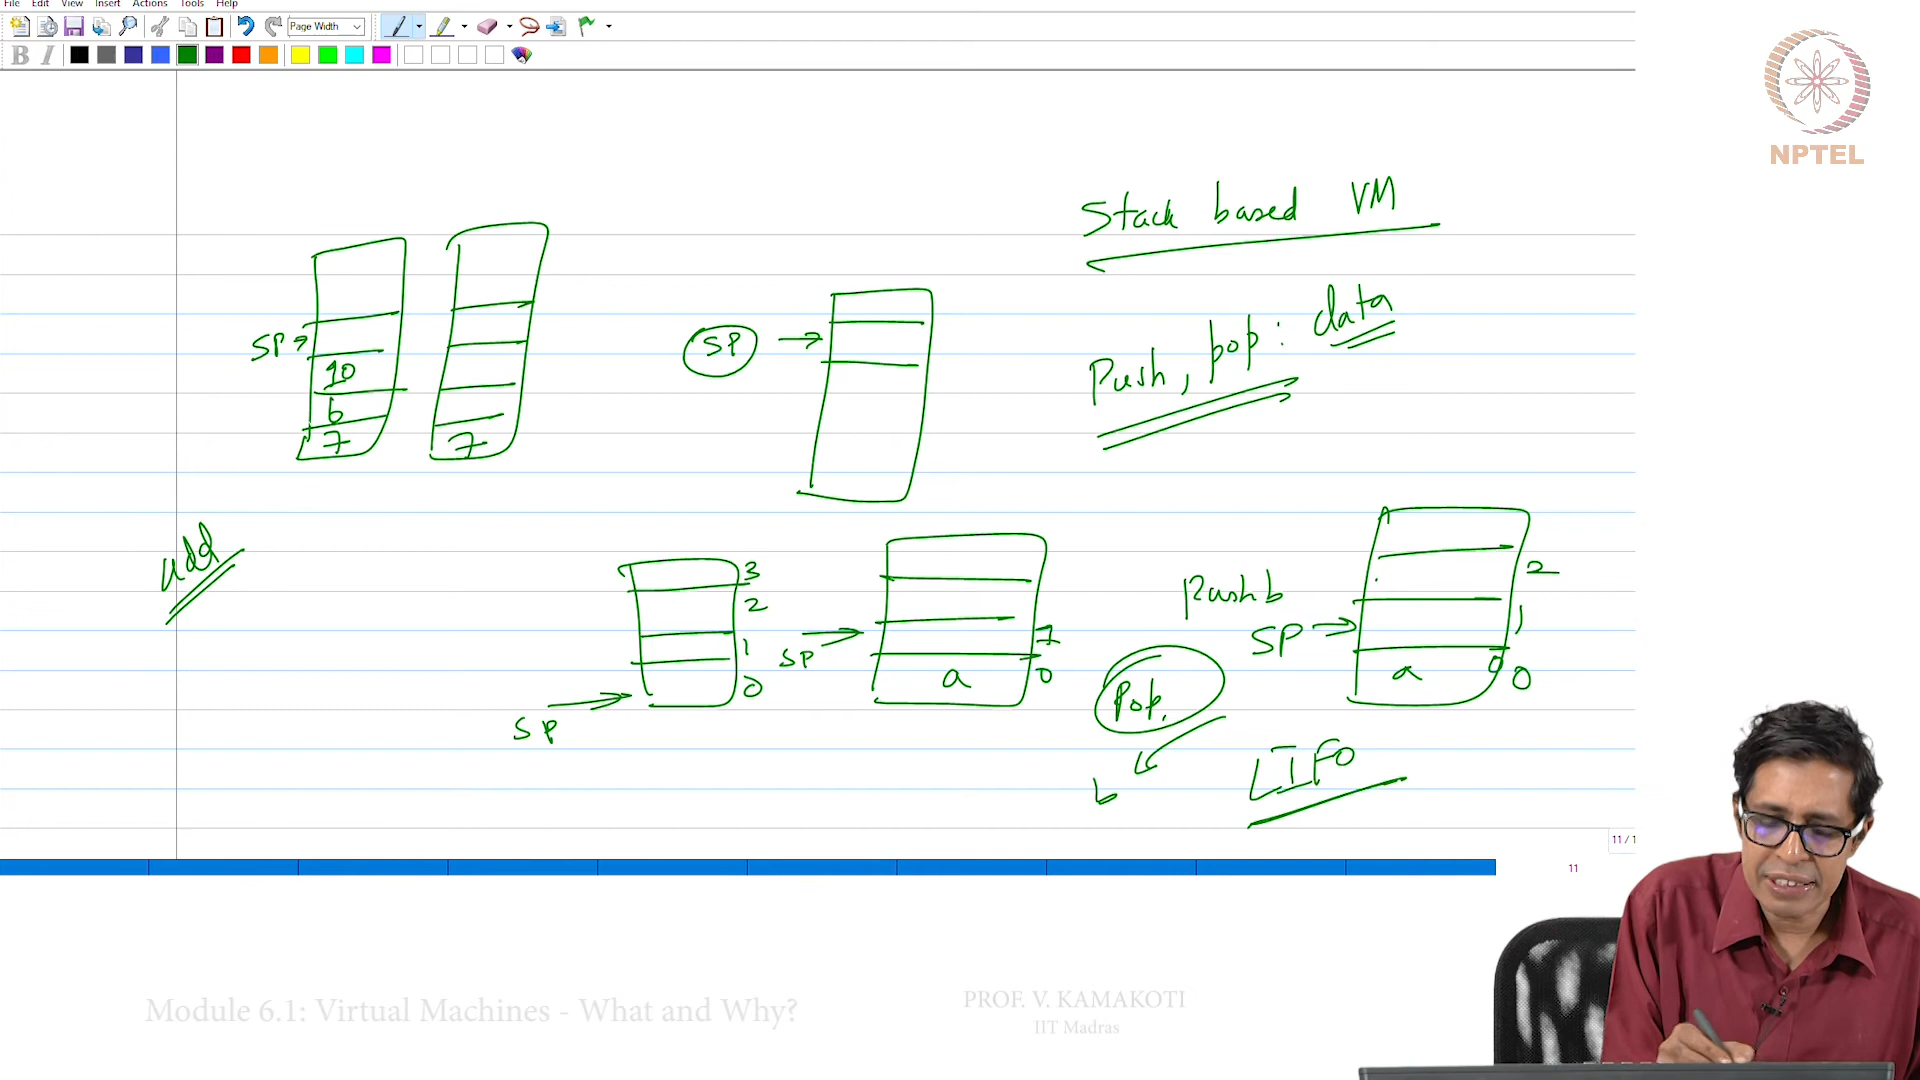 File Edit View Insert Actions Tools Help
Page Width
B I
NPTEL
Stack based VM
Push, pop: data
SP
10
6
7
7
SP
add
3
2
1
0
SP
SP
1
0
a
Push b
SP
2
1
0
a
Pop.
b
LIFO
11 / 1
11
Module 6.1: Virtual Machines - What and Why?
PROF. V. KAMAKOTI
IIT Madras